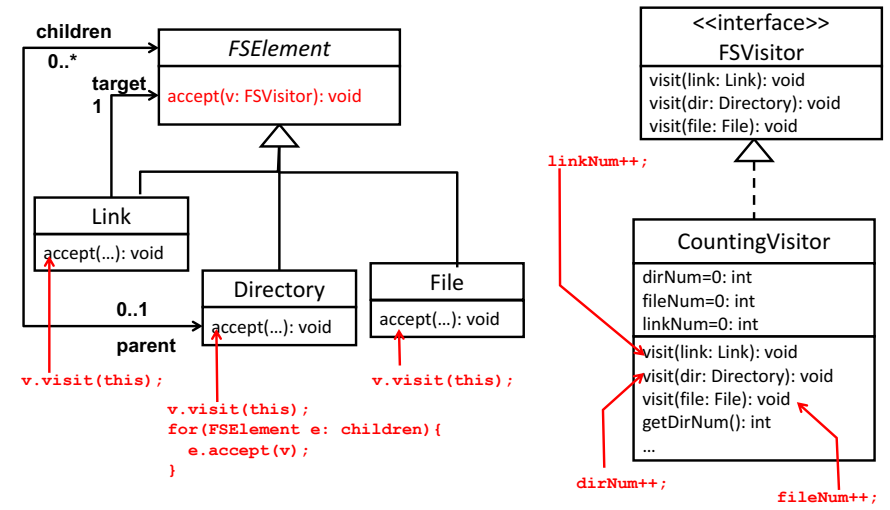 children
0..*
FSElement
target
1
accept(v: FSVisitor): void
Link
accept(...): void
0..1
parent
Directory
accept(...): void
File
accept(...): void
v.visit(this);
v.visit(this);
for(FSElement e: children){
e.accept(v);
}
v.visit(this);
<<interface>>
FSVisitor
visit(link: Link): void
visit(dir: Directory): void
visit(file: File): void
linkNum++;
CountingVisitor
dirNum=0: int
fileNum=0: int
linkNum=0: int
visit(link: Link): void
visit(dir: Directory): void
visit(file: File): void
getDirNum(): int
...
dirNum++;
fileNum++;